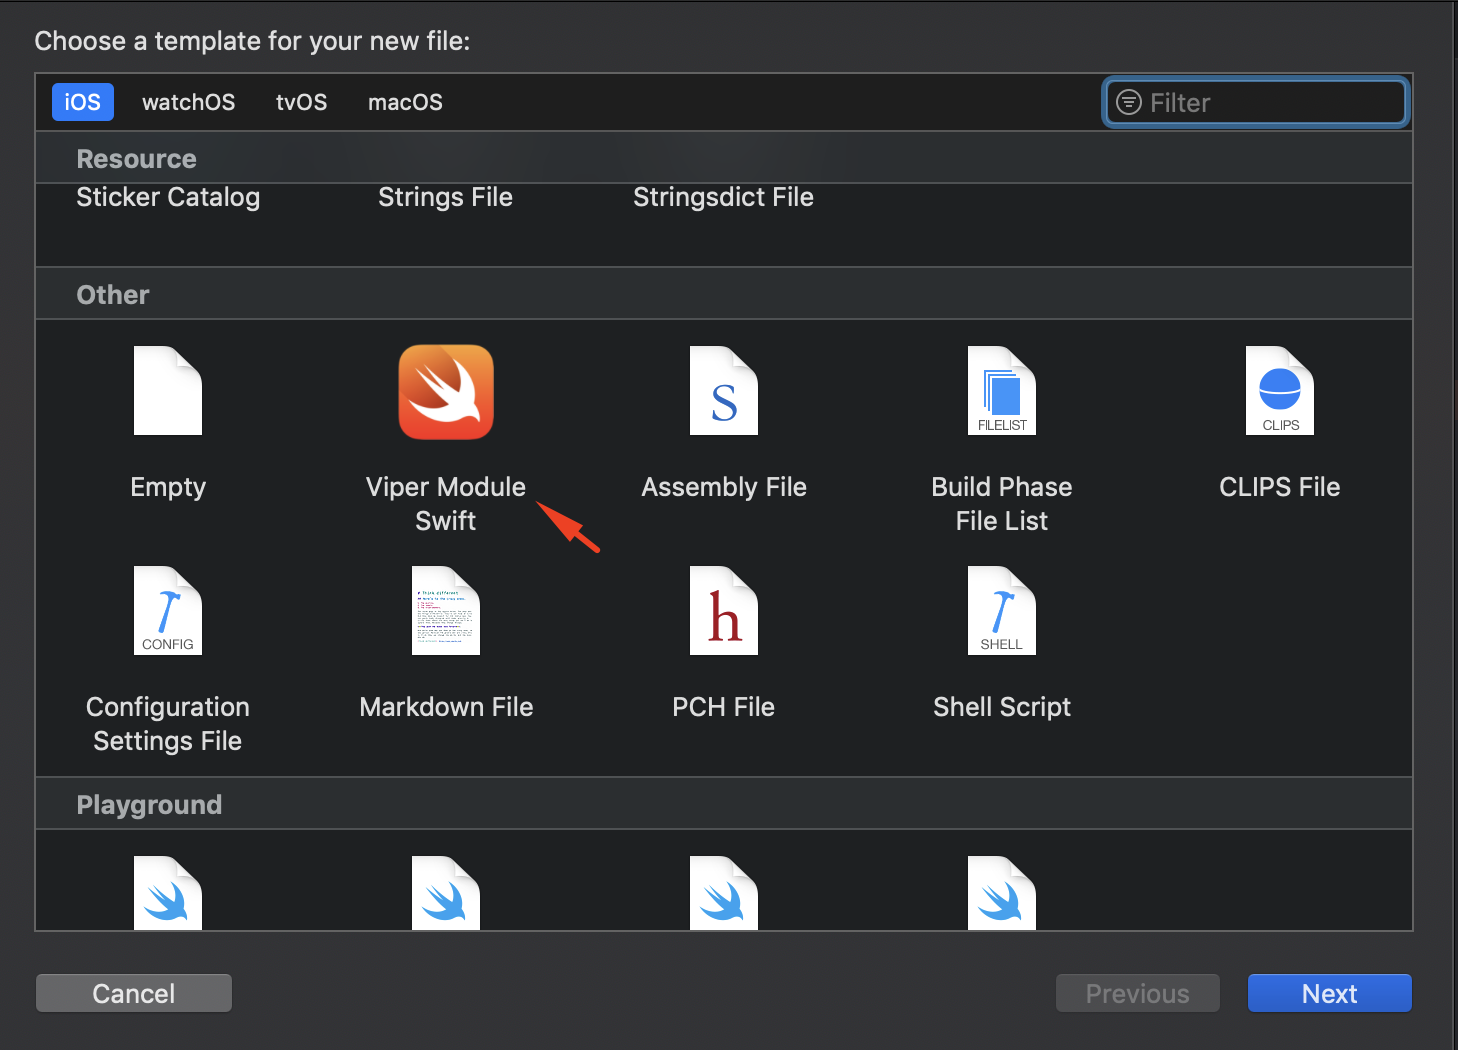 Choose a template for your new file:
iOS watchOS tvOS macOS Filter
Resource
Sticker Catalog Strings File Stringsdict File
Other
S FILELIST CLIPS
Empty Viper Module Assembly File Build Phase CLIPS File
Swift File List
CONFIG h SHELL
Configuration Markdown File PCH File Shell Script
Settings File
Playground
Cancel Previous Next